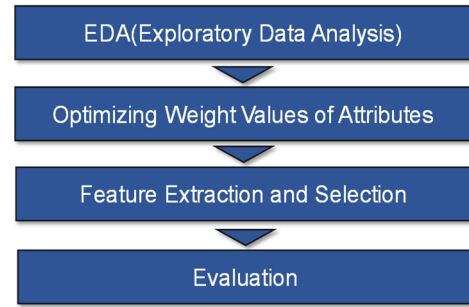 EDA(Exploratory Data Analysis)
Optimizing Weight Values of Attributes
Feature Extraction and Selection
Evaluation